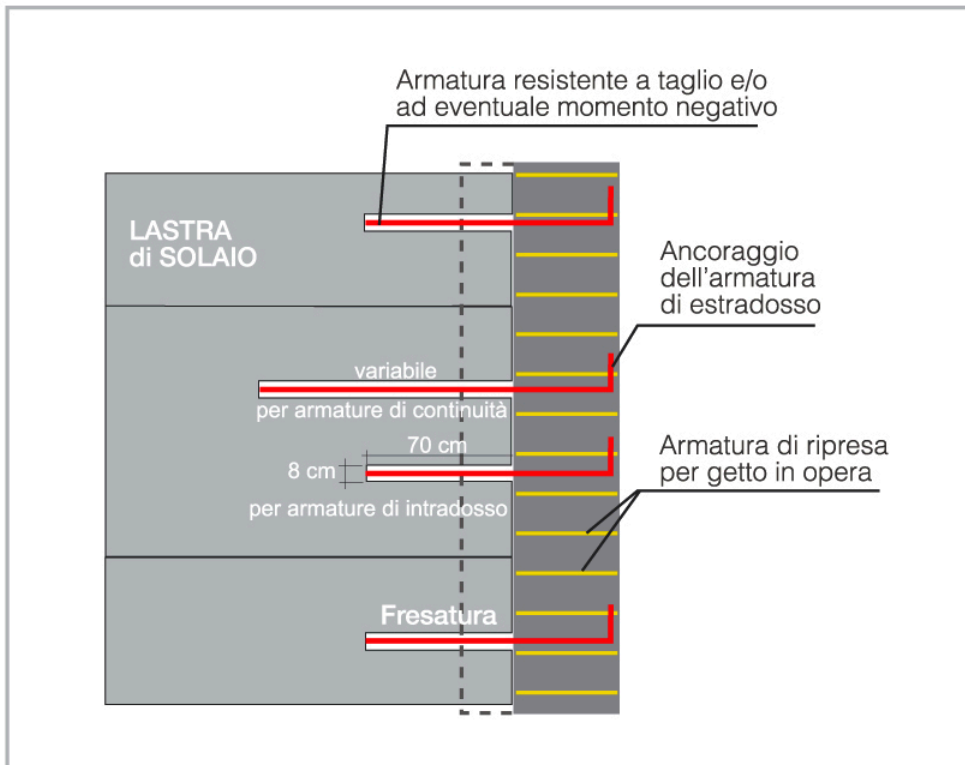 Armatura resistente a taglio e/o
ad eventuale momento negativo
LASTRA
di SOLAIO
Ancoraggio
dell'armatura
di estradosso
variabile
per armature di continuità
70 cm
8 cm
per armature di intradosso
Armatura di ripresa
per getto in opera
Fresatura